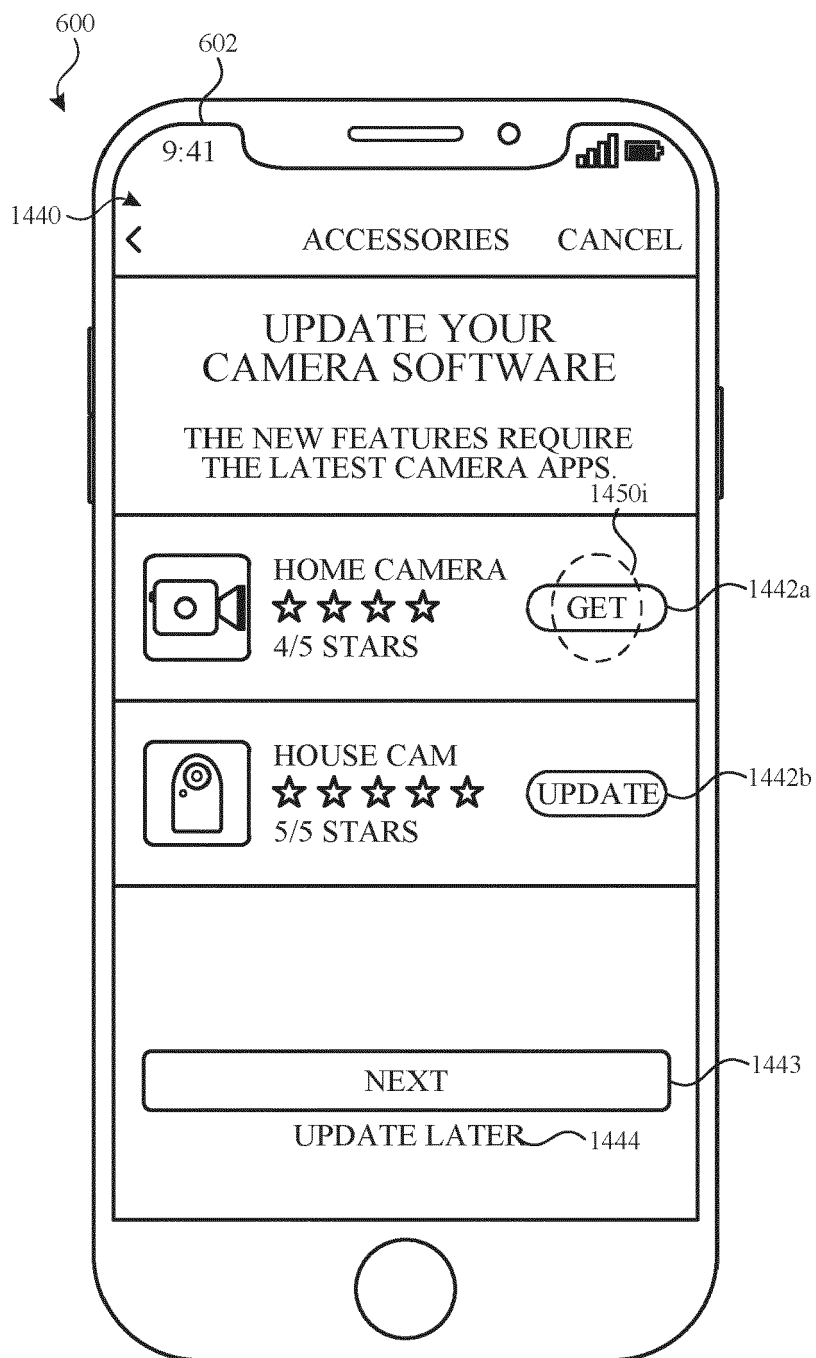 600
602
9:41
1440
< ACCESSORIES CANCEL
UPDATE YOUR
CAMERA SOFTWARE
THE NEW FEATURES REQUIRE
THE LATEST CAMERA APPS.
1450i
HOME CAMERA
GET
1442a
4/5 STARS
HOUSE CAM
UPDATE
1442b
5/5 STARS
NEXT
1443
UPDATE LATER
1444